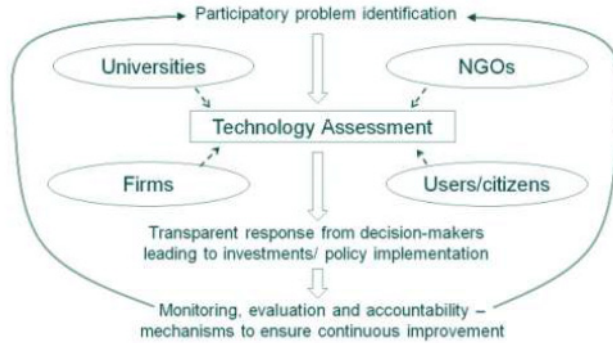 Participatory problem identification
Universities
NGOs
Technology Assessment
Firms
Users/citizens
Transparent response from decision-makers
leading to investments/ policy implementation
Monitoring, evaluation and accountability –
mechanisms to ensure continuous improvement